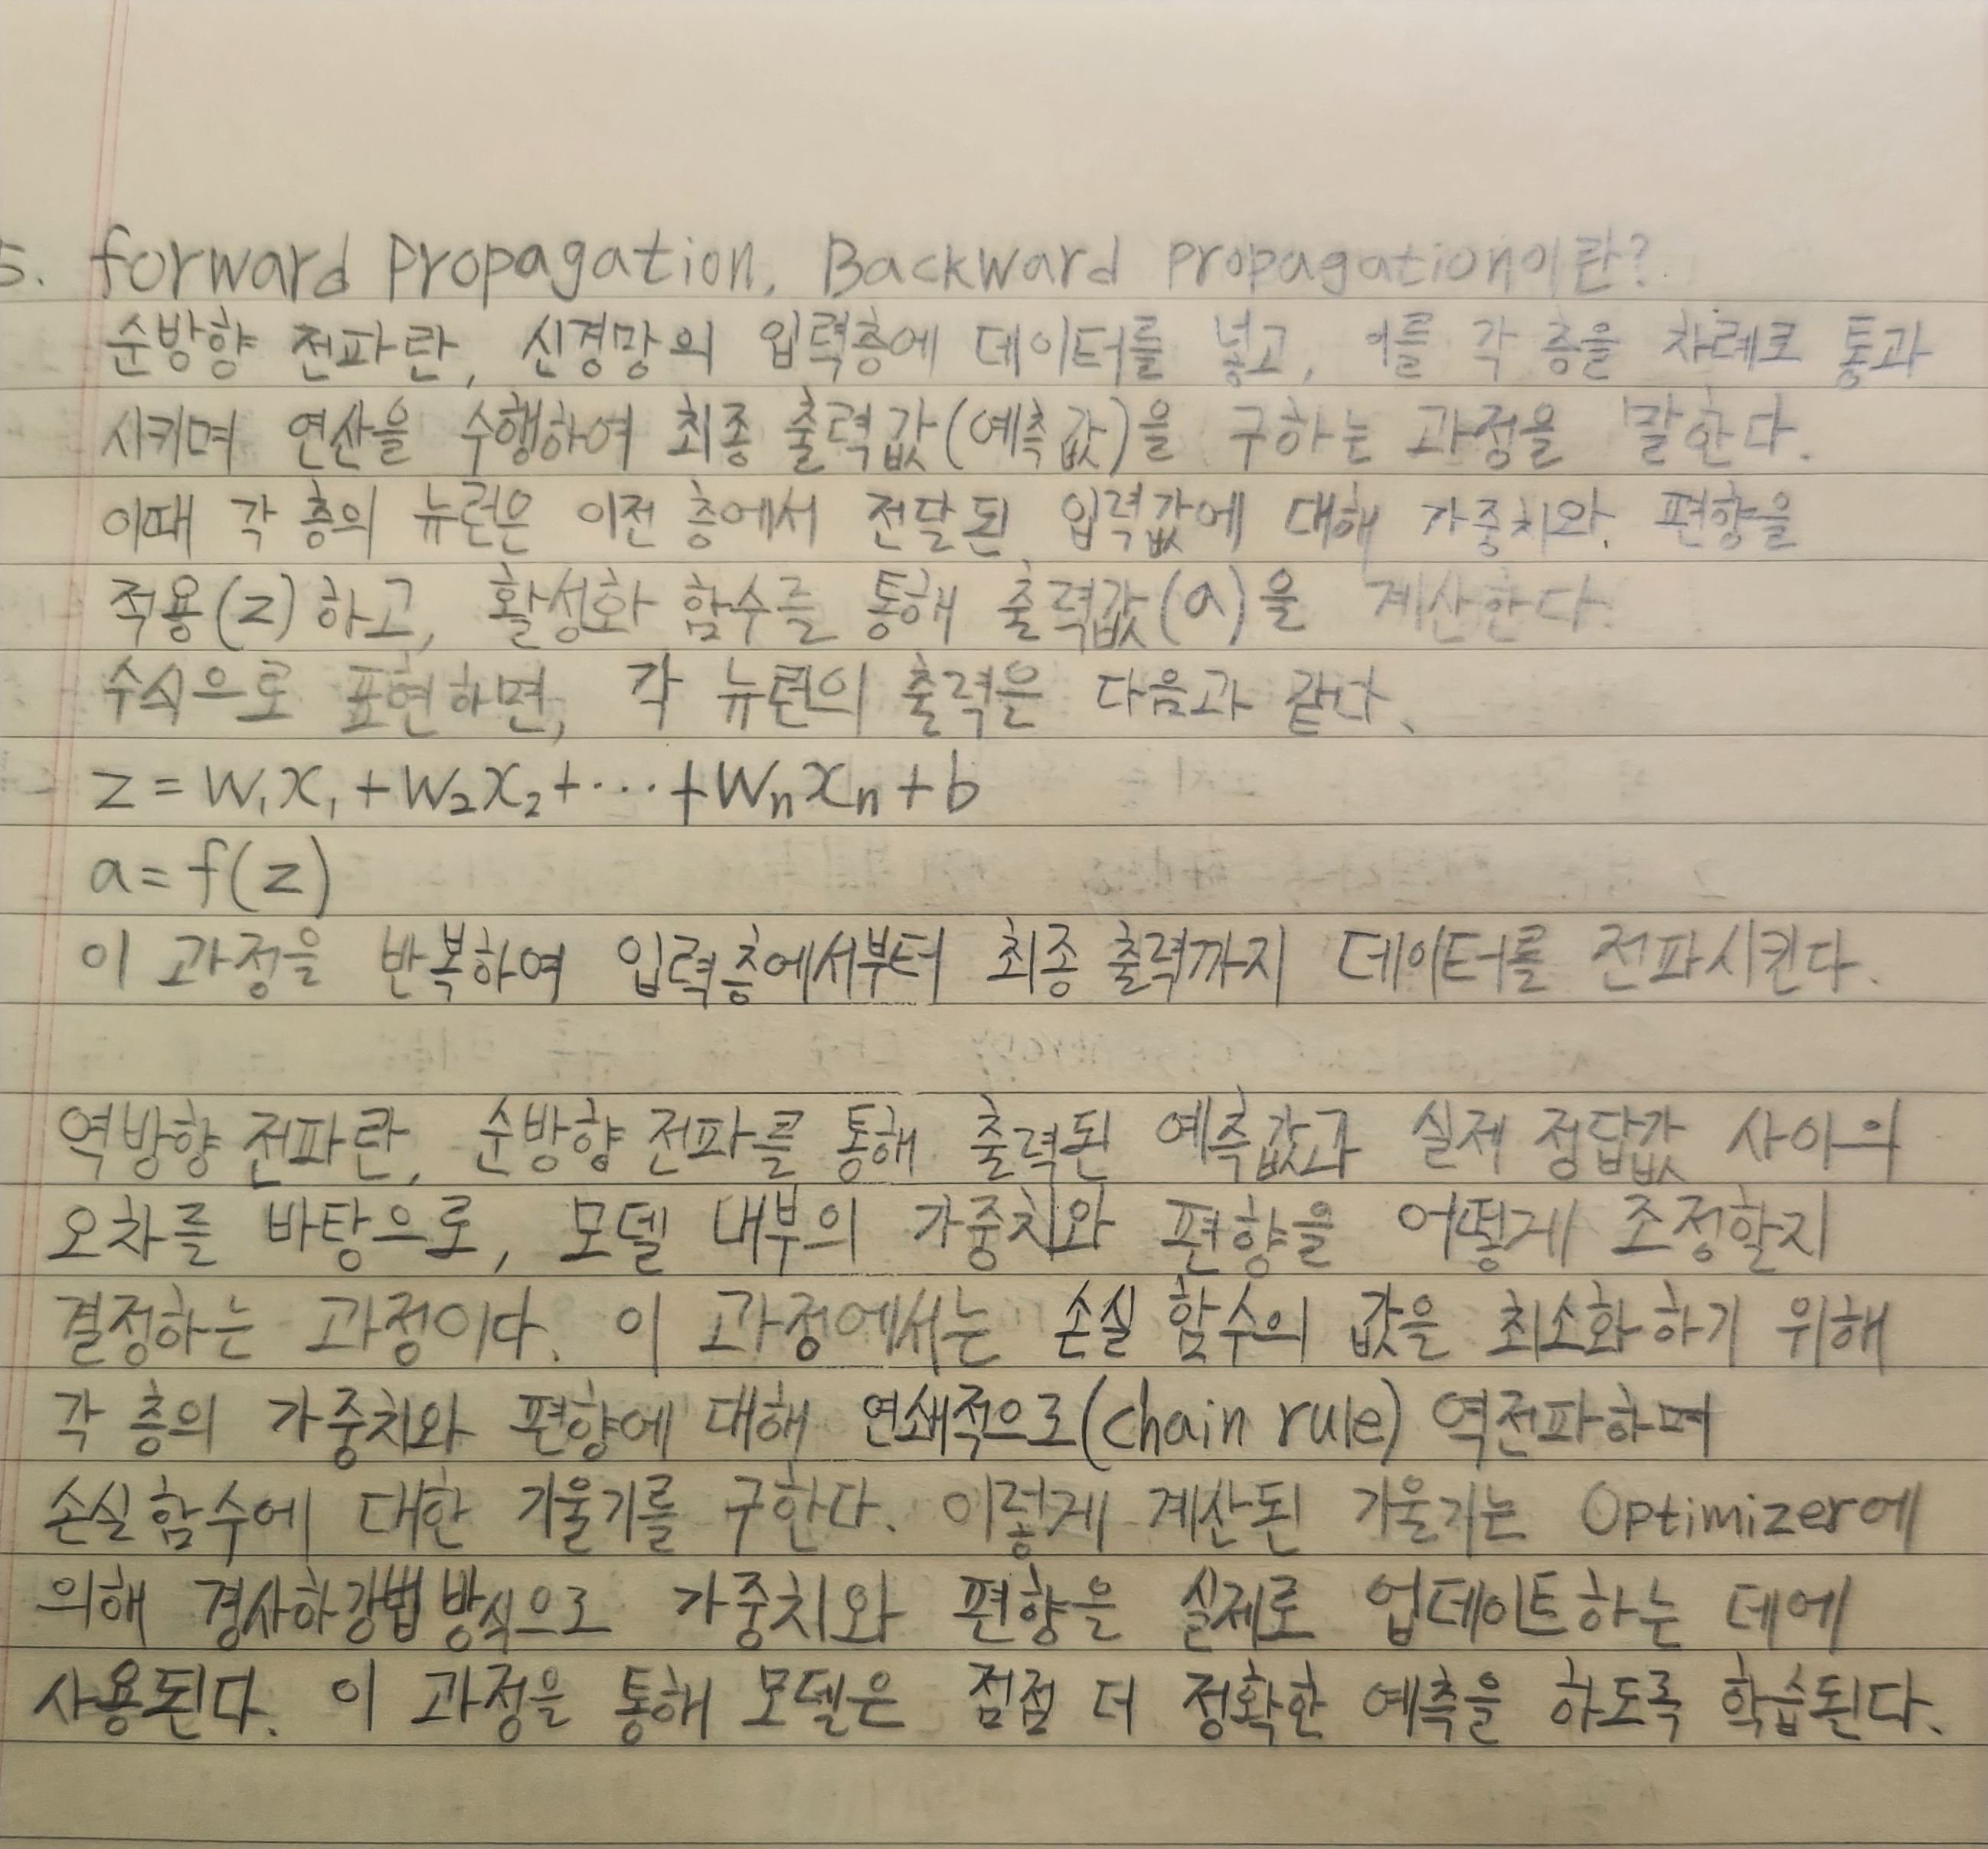 5. forward propagation, Backward propagation이란?
순방향 전파란, 신경망의 입력층에 데이터를 넣고, 이를 각 층을 차례로 통과
시키며 연산을 수행하여 최종 출력값(예측값)을 구하는 과정을 말한다.
이때 각 층의 뉴런은 이전 층에서 전달된 입력값에 대해 가중치와 편향을
적용(z)하고, 활성화 함수를 통해 출력값(a)을 계산한다.
수식으로 표현하면, 각 뉴런의 출력은 다음과 같다.
z = w₁x₁ + w₂x₂ + ··· + wₙxₙ + b
a = f(z)
이 과정을 반복하여 입력층에서부터 최종 출력까지 데이터를 전파시킨다.
역방향 전파란, 순방향 전파를 통해 출력된 예측값과 실제 정답값 사이의
오차를 바탕으로, 모델 내부의 가중치와 편향을 어떻게 조정할지
결정하는 과정이다. 이 과정에서는 손실 함수의 값을 최소화하기 위해
각 층의 가중치와 편향에 대해 연쇄적으로(chain rule) 역전파하며
손실 함수에 대한 기울기를 구한다. 이렇게 계산된 기울기는 Optimizer에
의해 경사하강법 방식으로 가중치와 편향을 실제로 업데이트하는 데에
사용된다. 이 과정을 통해 모델은 점점 더 정확한 예측을 하도록 학습된다.